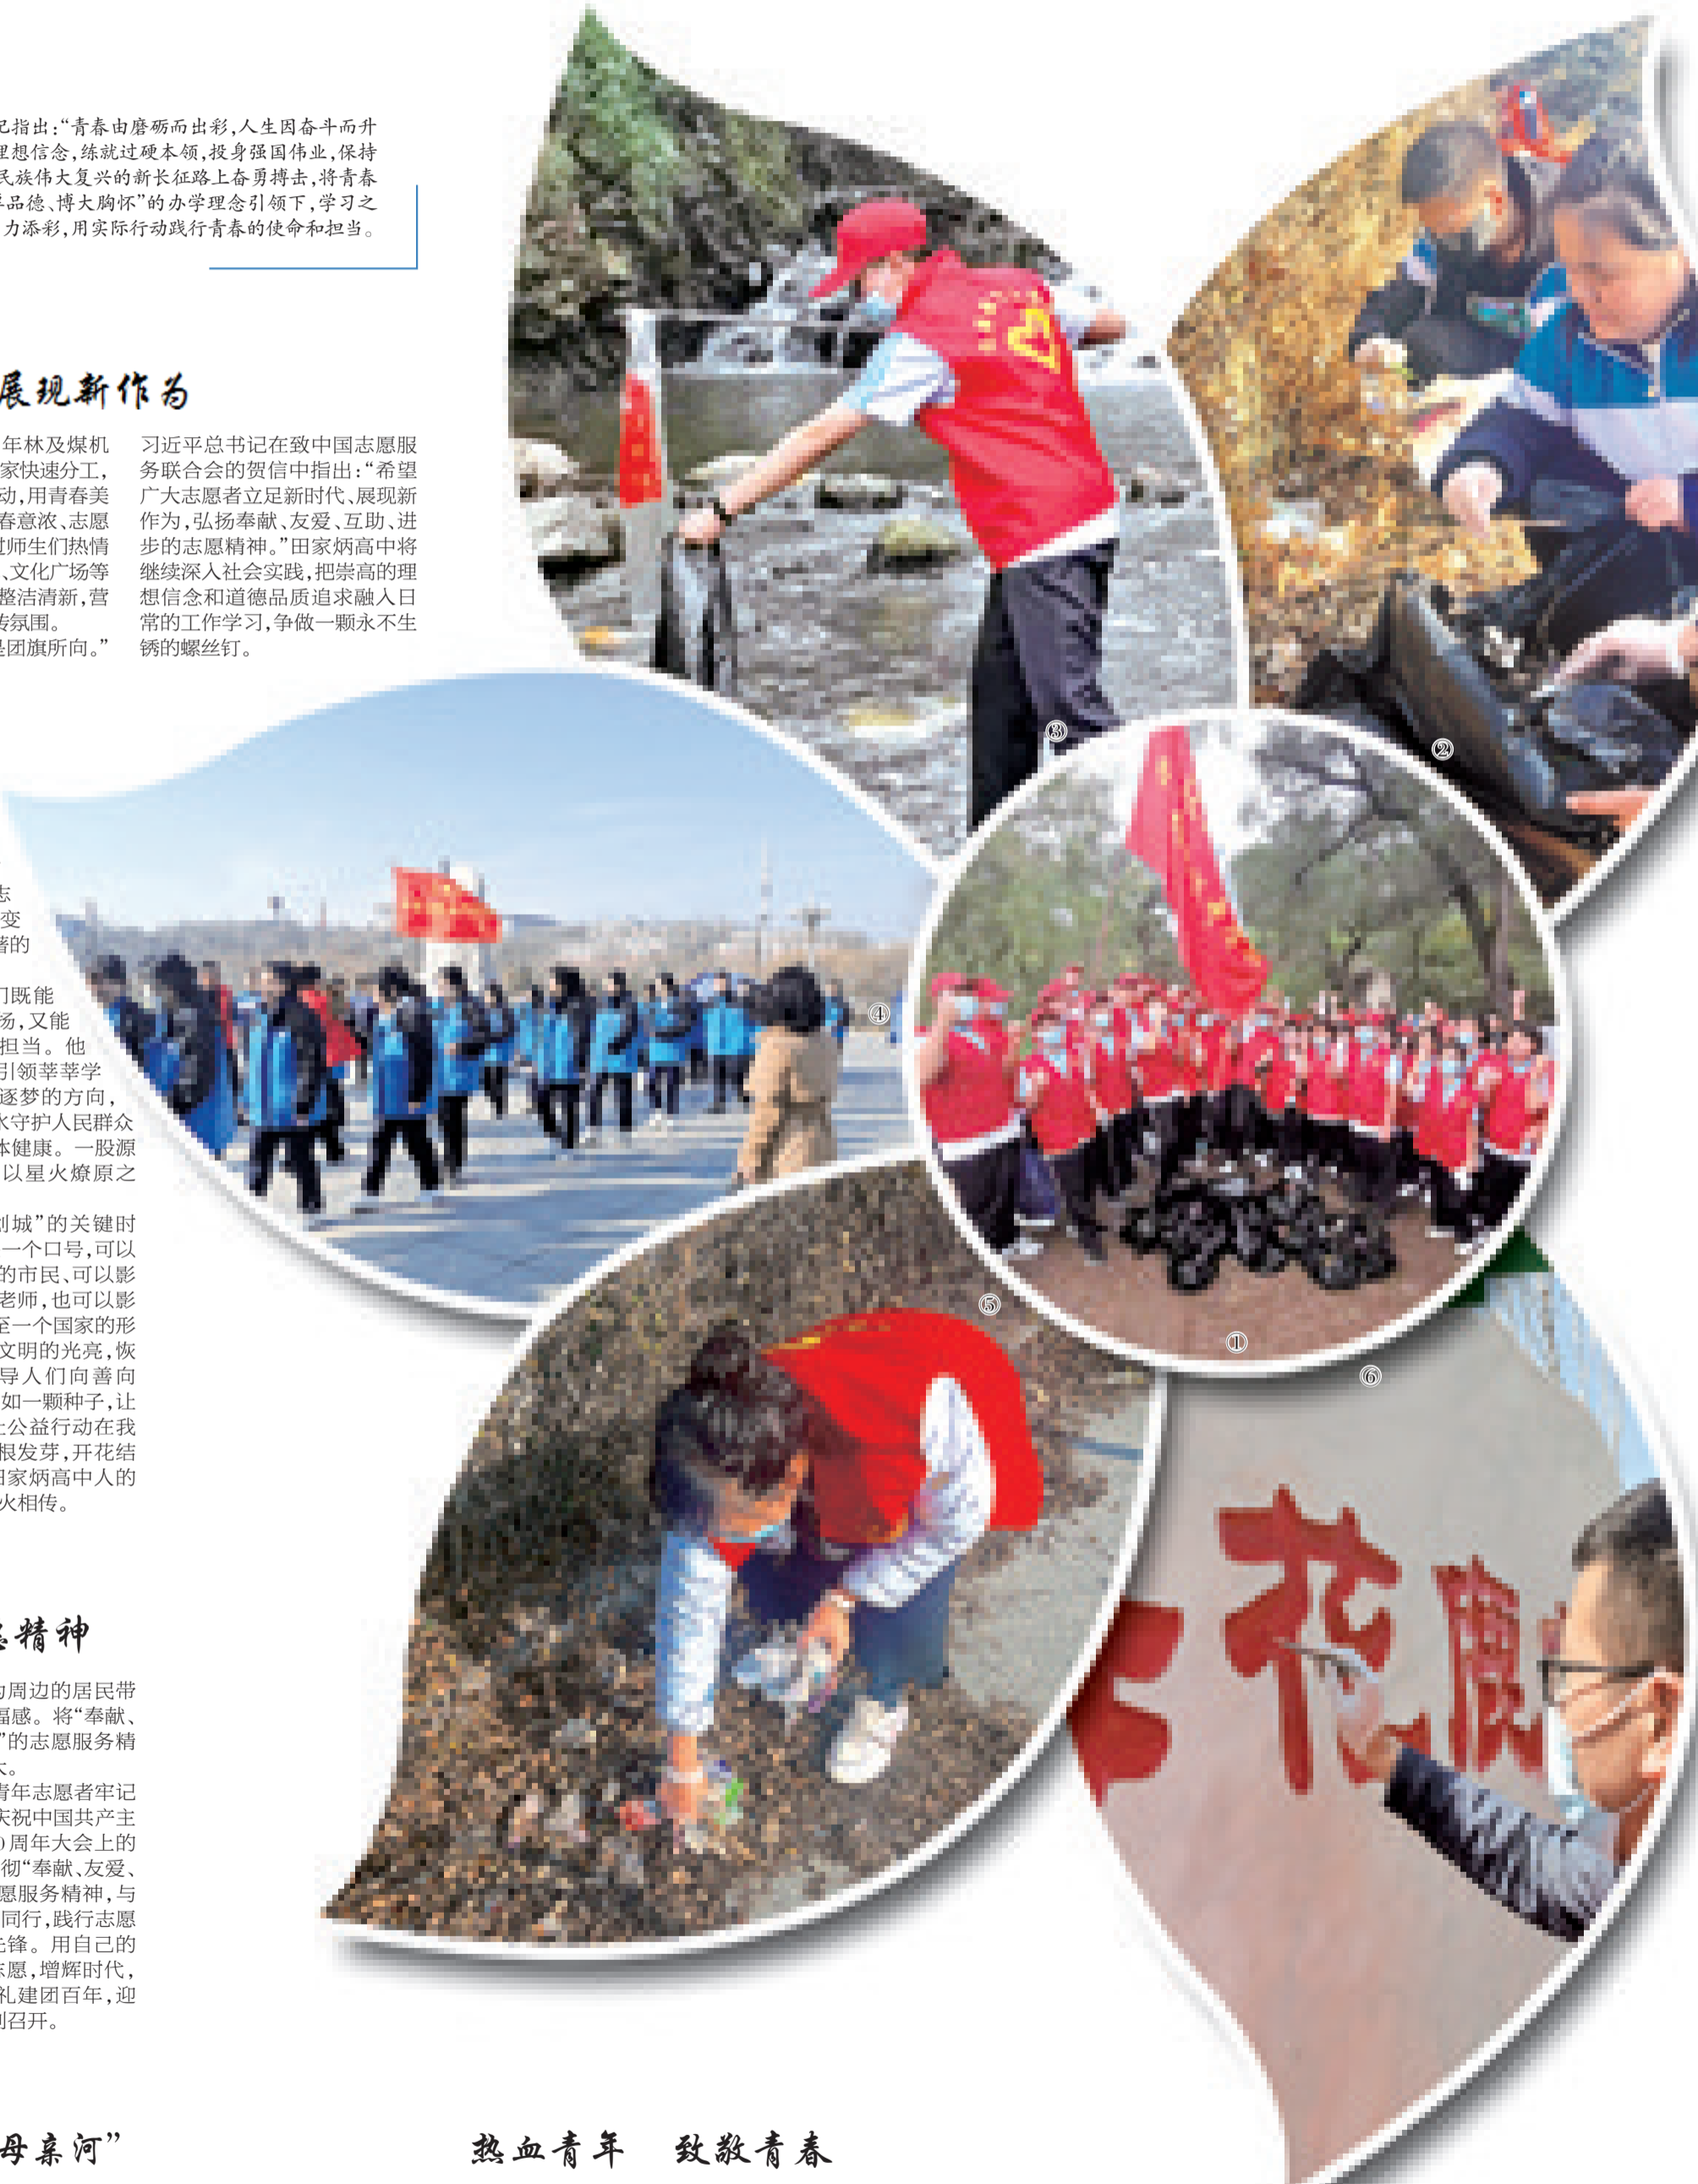 记指出：“青春由磨砺而出彩，人生因奋斗而升
理想信念，练就过硬本领，投身强国伟业，保持
民族伟大复兴的新长征路上奋勇搏击，将青春
品德、博大胸怀”的办学理念引领下，学习之
力添彩，用实际行动践行青春的使命和担当。
展现新作为
年林及煤机
家快速分工，
动，用青春美
春意浓、志愿
过师生们热情
、文化广场等
整洁清新，营
传氛围。
是团旗所向。”
习近平总书记在致中国志愿服
务联合会的贺信中指出：“希望
广大志愿者立足新时代、展现新
作为，弘扬奉献、友爱、互助、进
步的志愿精神。”田家炳高中将
继续深入社会实践，把崇高的理
想信念和道德品质追求融入日
常的工作学习，争做一颗永不生
锈的螺丝钉。
志
变
著的
们既能
场，又能
担当。他
引领莘莘学
逐梦的方向，
水守护人民群众
体健康。一股源
以星火燎原之
创城”的关键时
一个口号，可以
的市民、可以影
老师，也可以影
至一个国家的形
文明的光亮，恢
导人们向善向
如一颗种子，让
让公益行动在我
根发芽，开花结
田家炳高中人的
火相传。
精神
为周边的居民带
福感。将“奉献、
”的志愿服务精
大。
青年志愿者牢记
庆祝中国共产主
0周年大会上的
彻“奉献、友爱、
愿服务精神，与
同行，践行志愿
先锋。用自己的
志愿，增辉时代，
礼建团百年，迎
利召开。
母亲河”
热血青年　致敬青春
③
②
④
①
⑤
⑥
花